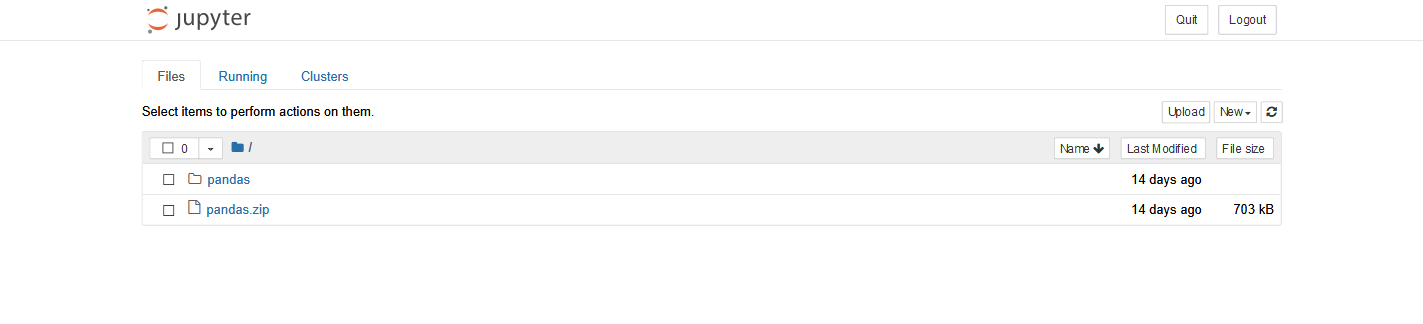 jupyter Quit Logout
Files Running Clusters
Select items to perform actions on them. Upload New
0 / Name Last Modified File size
pandas 14 days ago
pandas.zip 14 days ago 703 kB